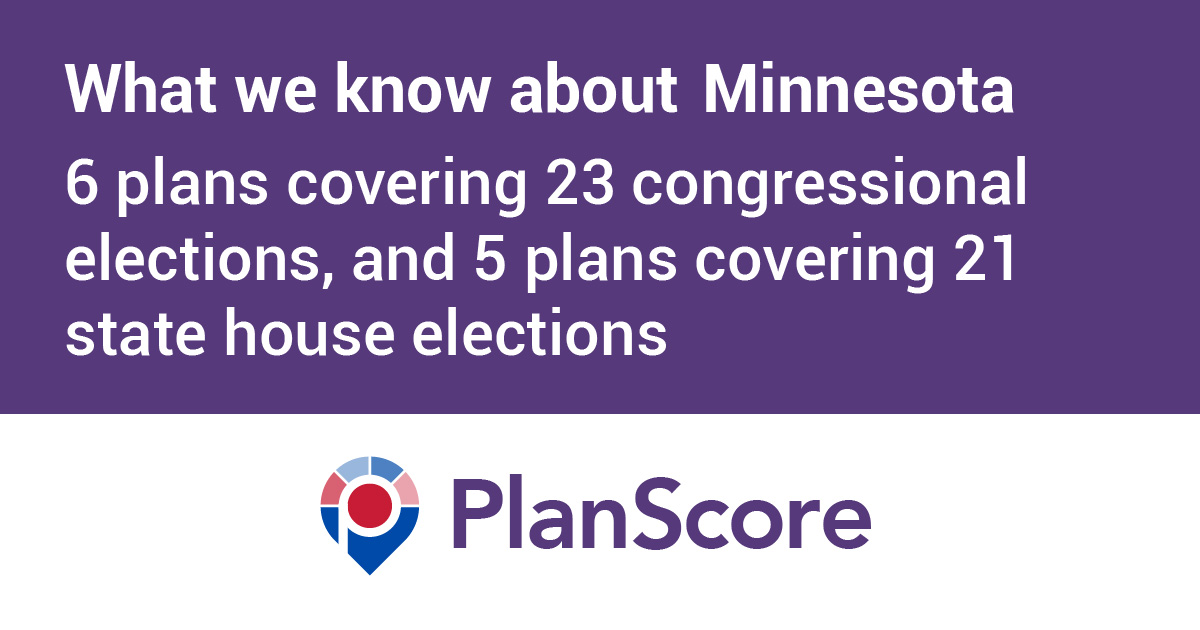 What we know about Minnesota
6 plans covering 23 congressional
elections, and 5 plans covering 21
state house elections
PlanScore